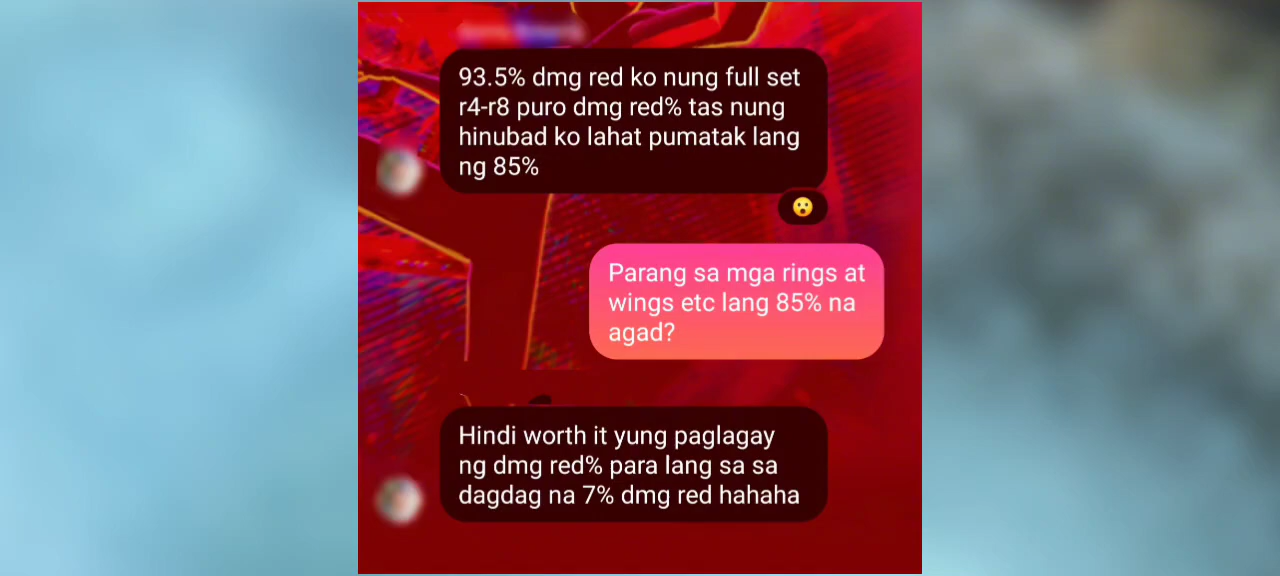 93.5% dmg red ko nung full set
r4-r8 puro dmg red% tas nung
hinubad ko lahat pumatak lang
ng 85%
Parang sa mga rings at
wings etc lang 85% na
agad?
Hindi worth it yung paglagay
ng dmg red% para lang sa sa
dagdag na 7% dmg red hahaha